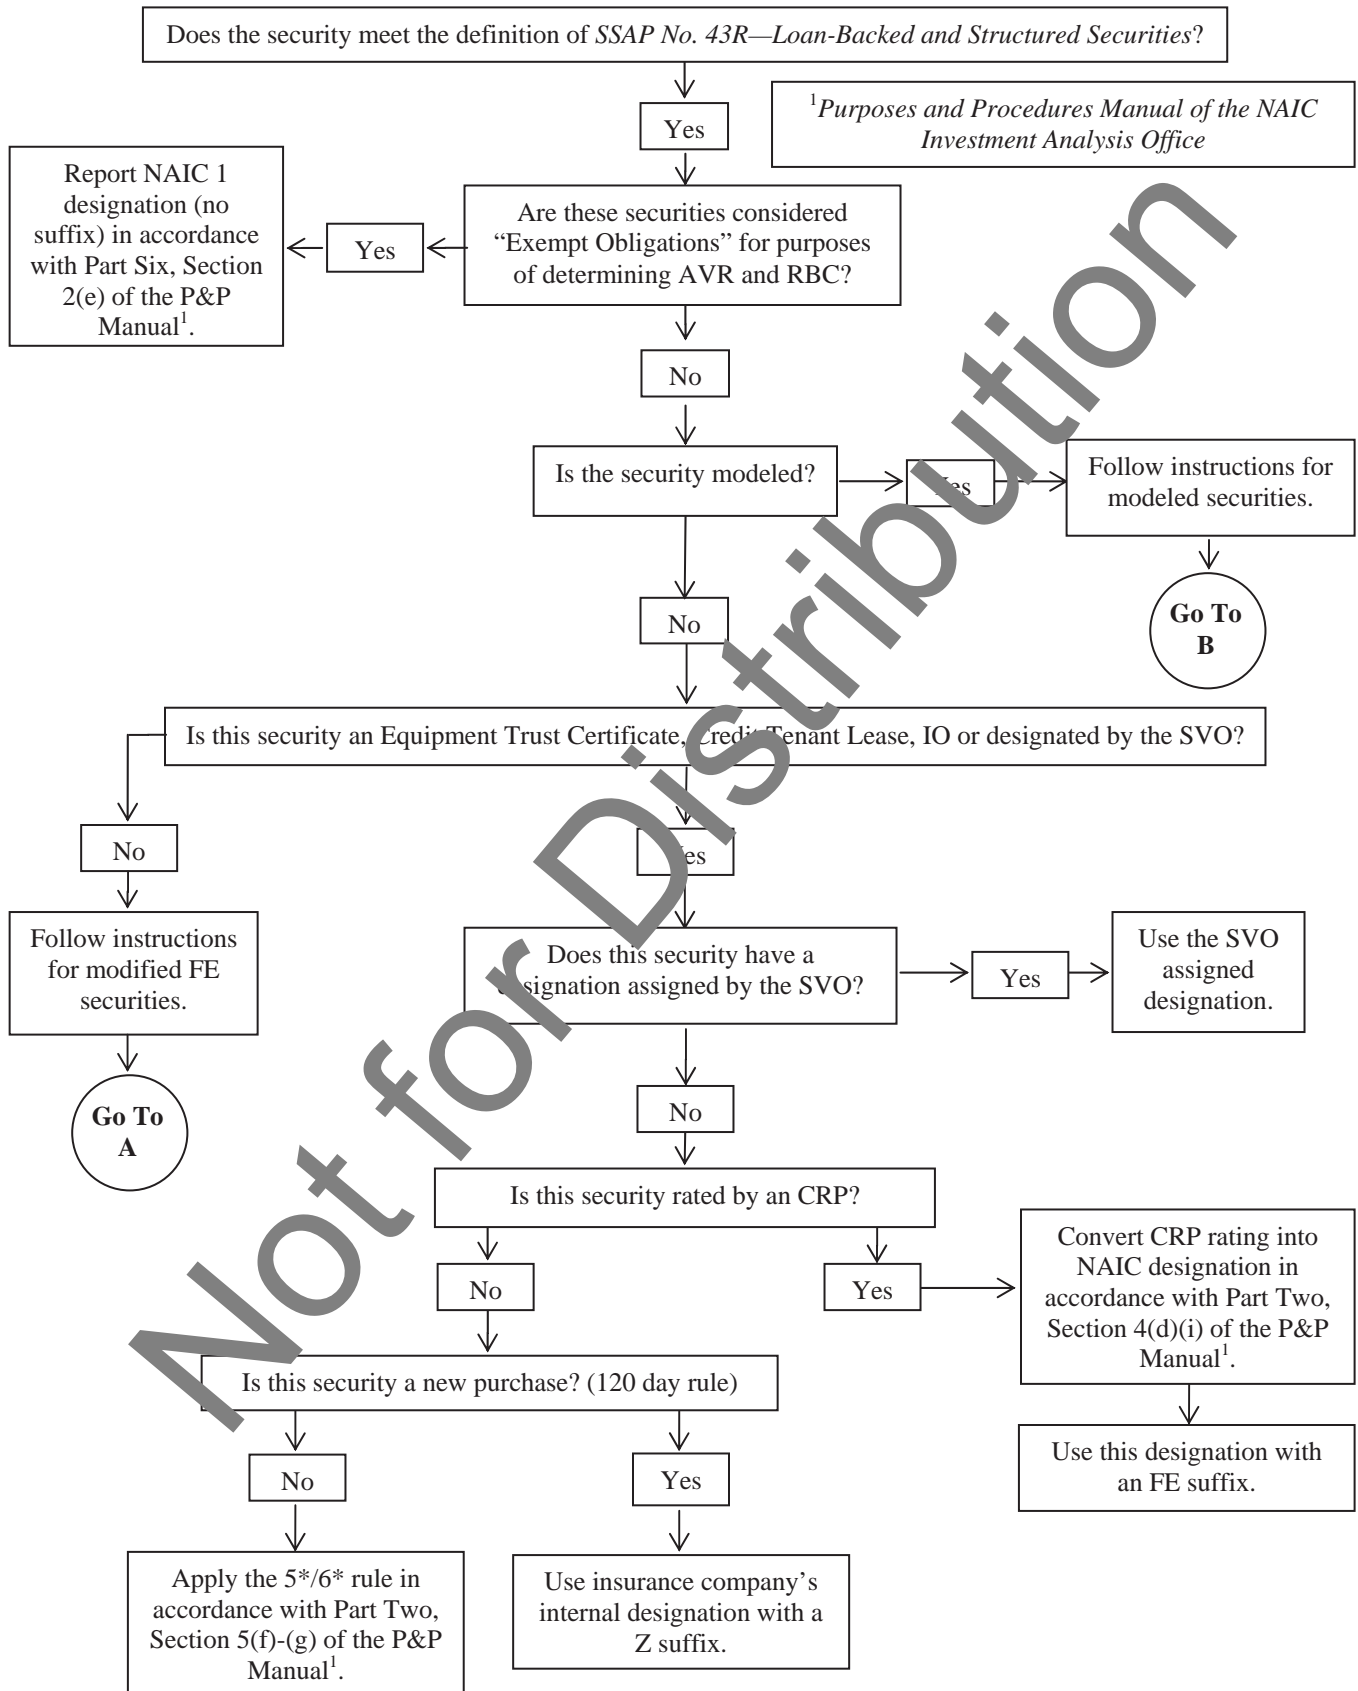 Does the security meet the definition of SSAP No. 43R—Loan-Backed and Structured Securities?
Yes
¹Purposes and Procedures Manual of the NAIC
Investment Analysis Office
Report NAIC 1
designation (no
suffix) in accordance
with Part Six, Section
2(e) of the P&P
Manual¹.
Yes
Are these securities considered
“Exempt Obligations” for purposes
of determining AVR and RBC?
No
Is the security modeled?
Yes
Follow instructions for
modeled securities.
Go To
B
No
Is this security an Equipment Trust Certificate, Credit Tenant Lease, IO or designated by the SVO?
No
Yes
Follow instructions
for modified FE
securities.
Go To
A
Does this security have a
designation assigned by the SVO?
Yes
Use the SVO
assigned
designation.
No
Is this security rated by an CRP?
No
Yes
Convert CRP rating into
NAIC designation in
accordance with Part Two,
Section 4(d)(i) of the P&P
Manual¹.
Use this designation with
an FE suffix.
Is this security a new purchase? (120 day rule)
No
Yes
Apply the 5*/6* rule in
accordance with Part Two,
Section 5(f)-(g) of the P&P
Manual¹.
Use insurance company’s
internal designation with a
Z suffix.
Not for Distribution